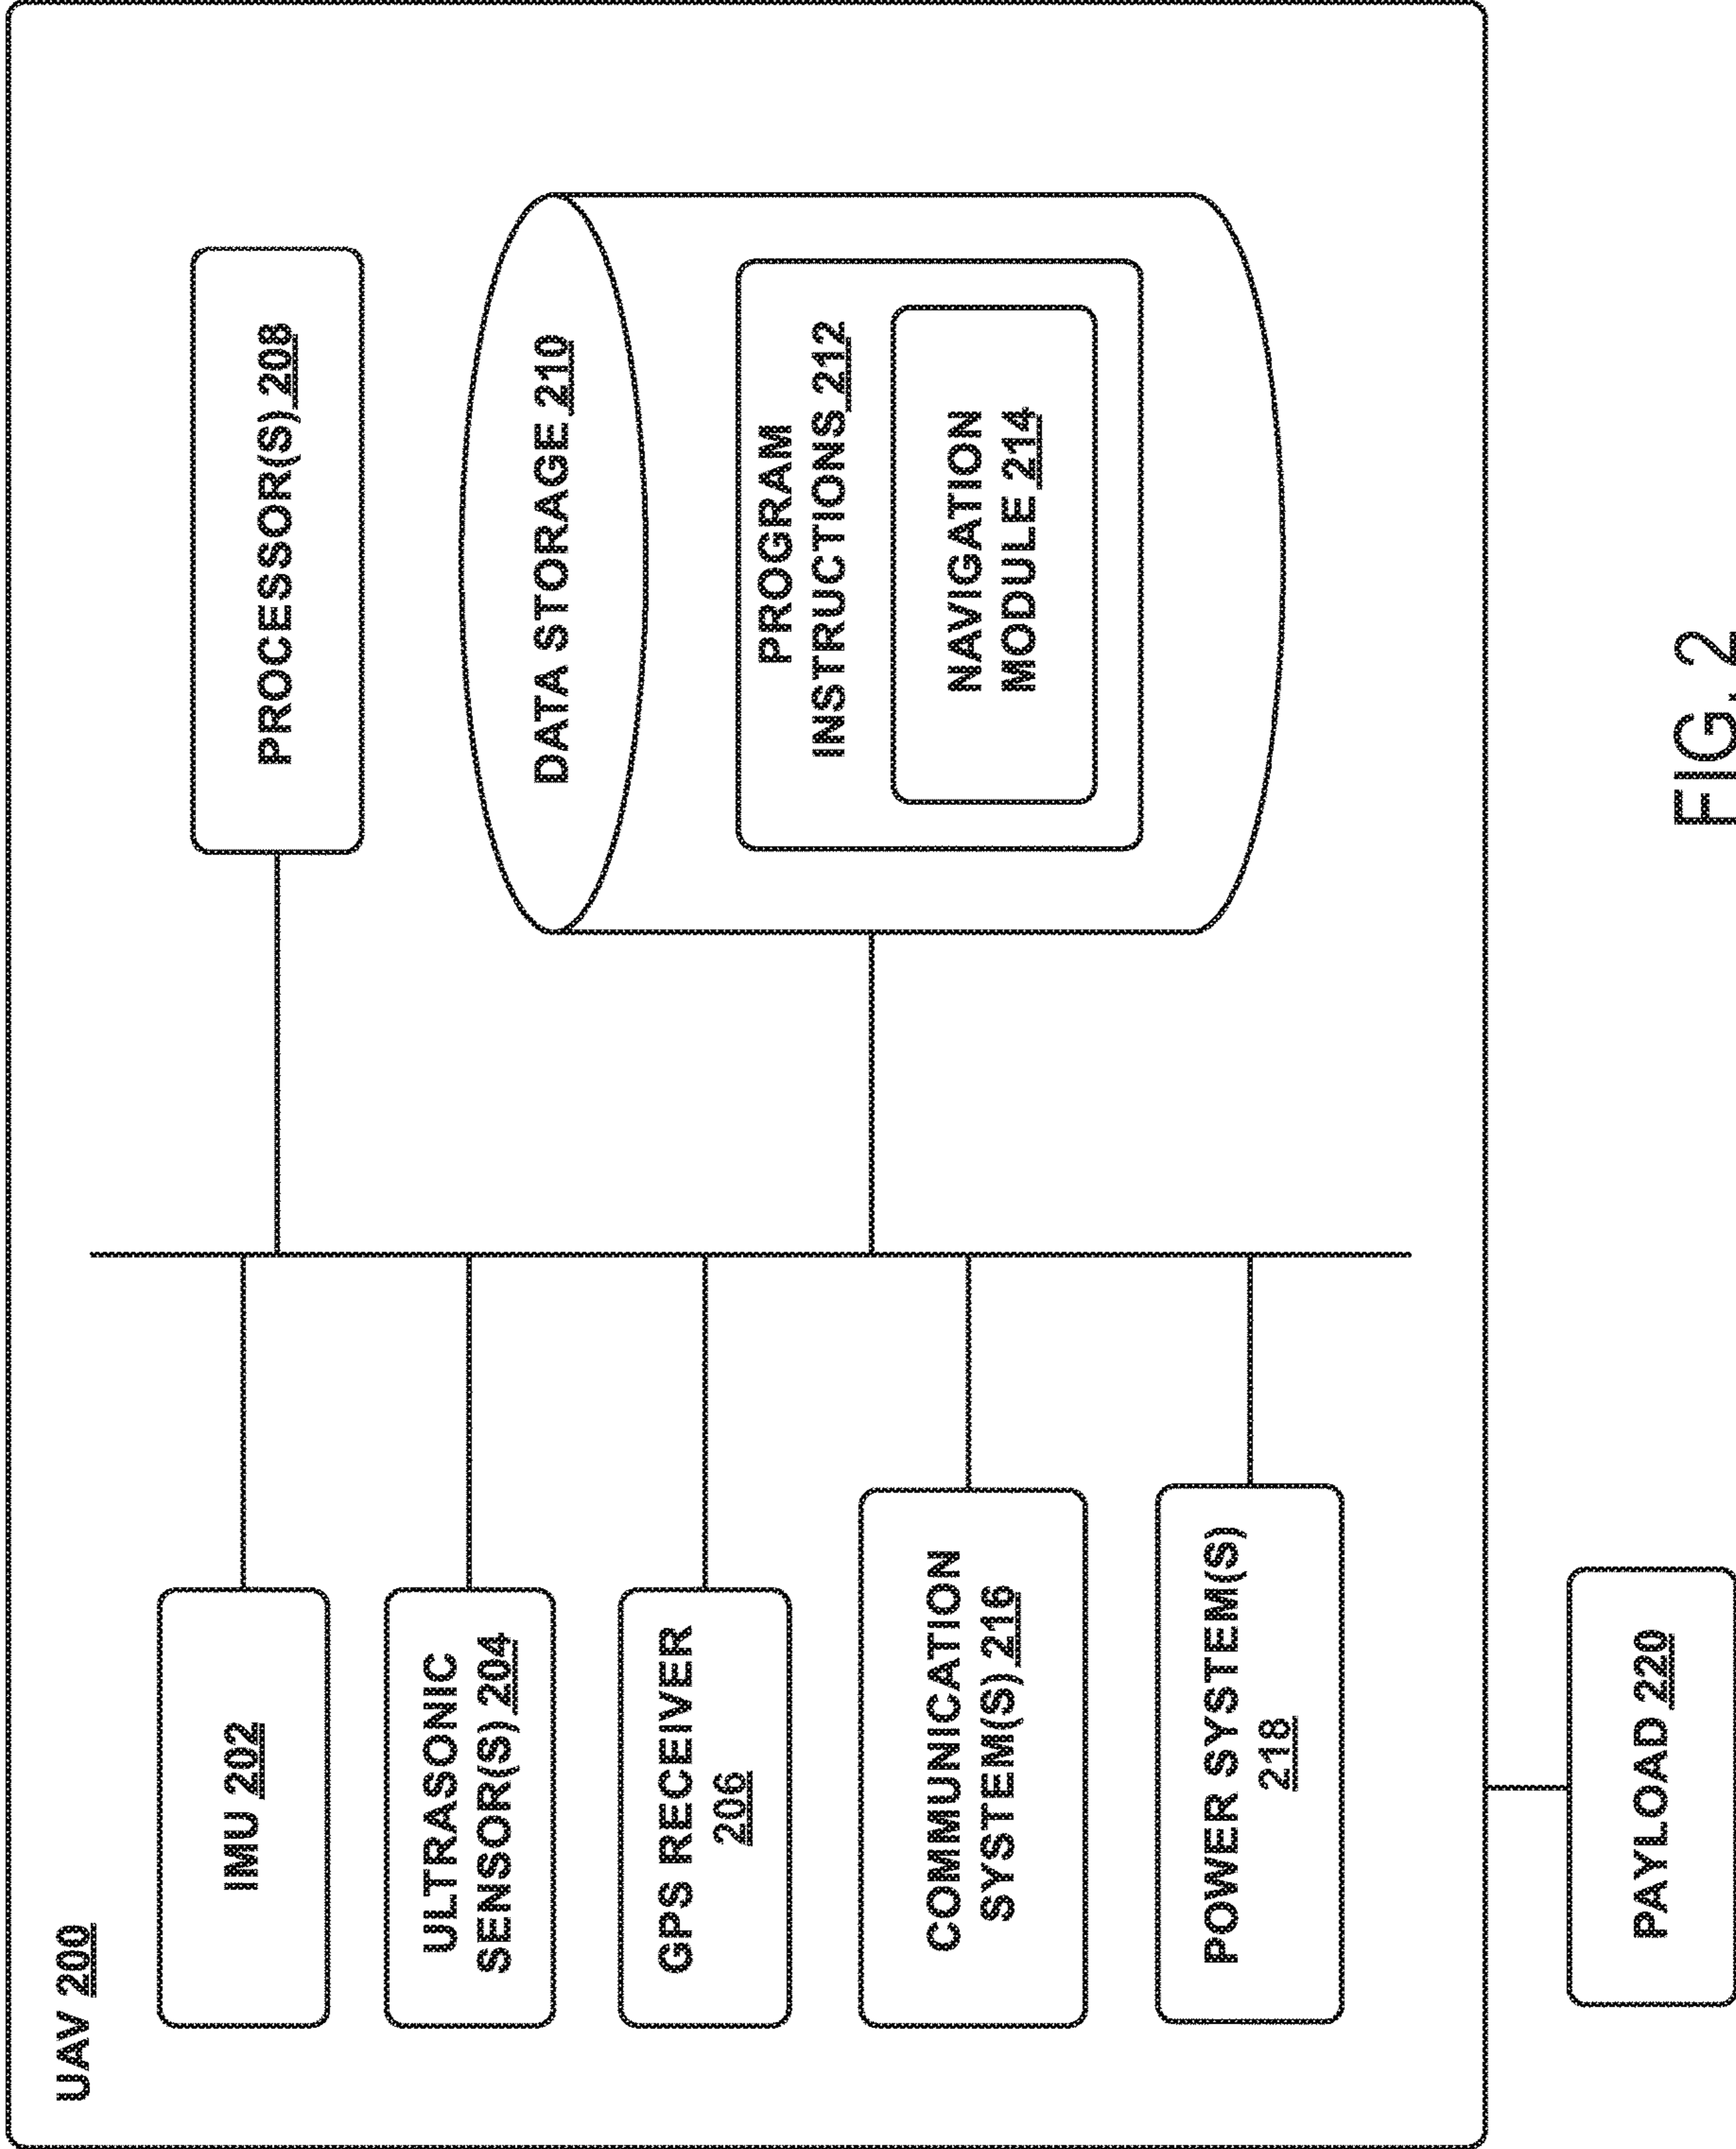 UAV 200
IMU 202
ULTRASONIC
SENSOR(S) 204
GPS RECEIVER
206
COMMUNICATION
SYSTEM(S) 216
POWER SYSTEM(S)
218
PROCESSOR(S) 208
DATA STORAGE 210
PROGRAM
INSTRUCTIONS 212
NAVIGATION
MODULE 214
PAYLOAD 220
FIG. 2